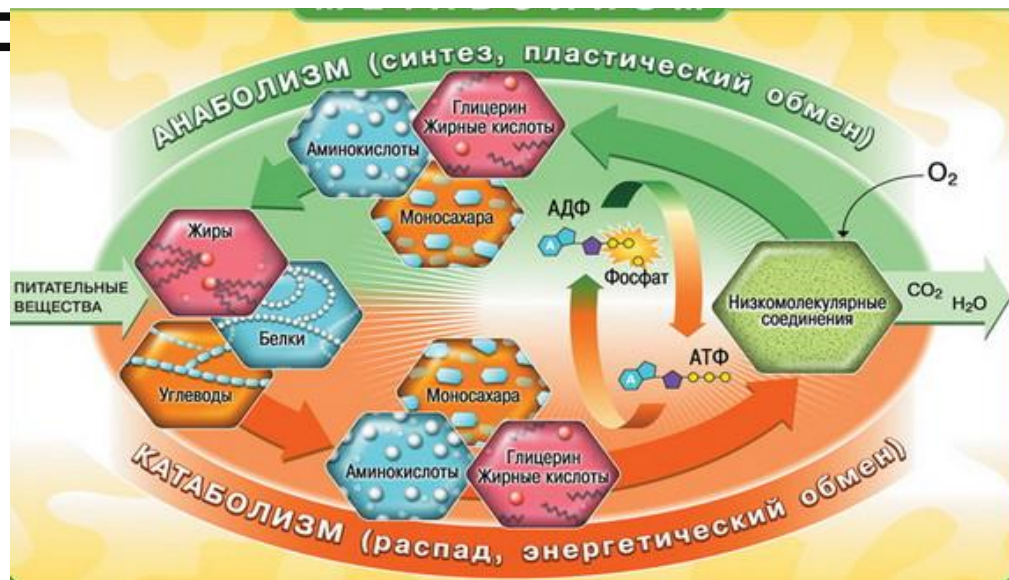 МЕТАБОЛИЗМ
АНАБОЛИЗМ (синтез, пластический обмен)
Глицерин
Жирные кислоты
Аминокислоты
Моносахара
O₂
АДФ
Жиры
A
Фосфат
ПИТАТЕЛЬНЫЕ
ВЕЩЕСТВА
Низкомолекулярные
соединения
CO₂
H₂O
Белки
АТФ
A
Углеводы
Моносахара
Аминокислоты
Глицерин
Жирные кислоты
КАТАБОЛИЗМ (распад, энергетический обмен)